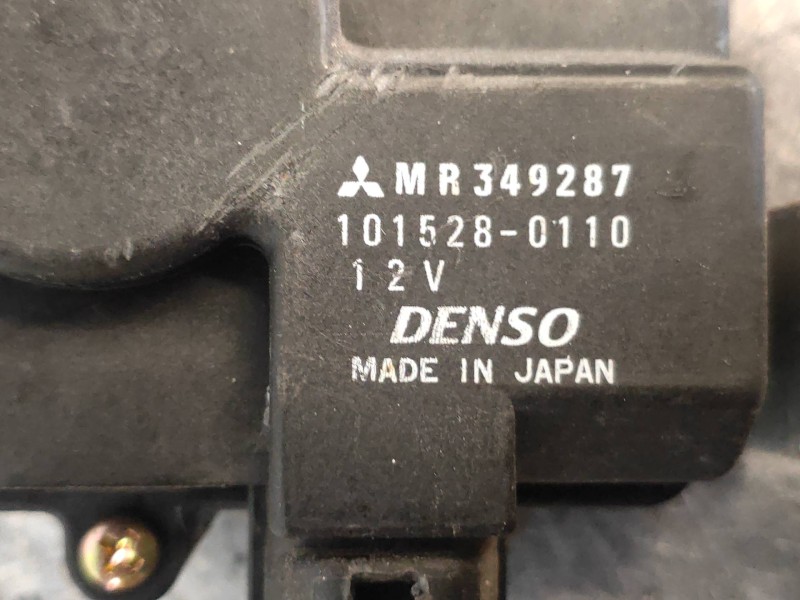 MR349287
101528-0110
12V
DENSO
MADE IN JAPAN